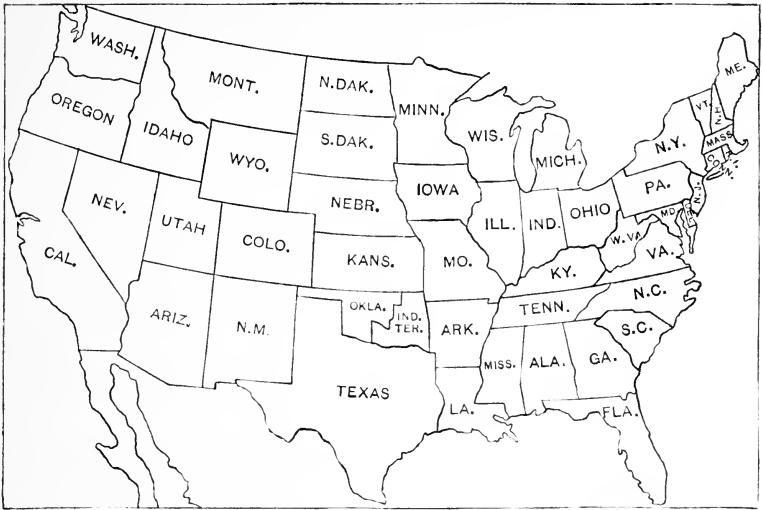 WASH.
MONT.
N.DAK.
MINN.
ME.
VT.
N.H.
OREGON
IDAHO
S.DAK.
WIS.
MICH.
N.Y.
MASS.
WYO.
NEBR.
IOWA
PA.
N.J.
NEV.
UTAH
COLO.
ILL.
IND.
OHIO
MD.
W.VA.
VA.
CAL.
KANS.
MO.
KY.
ARIZ.
N.M.
OKLA.
IND.
TER.
ARK.
TENN.
N.C.
S.C.
MISS.
ALA.
GA.
TEXAS
LA.
FLA.